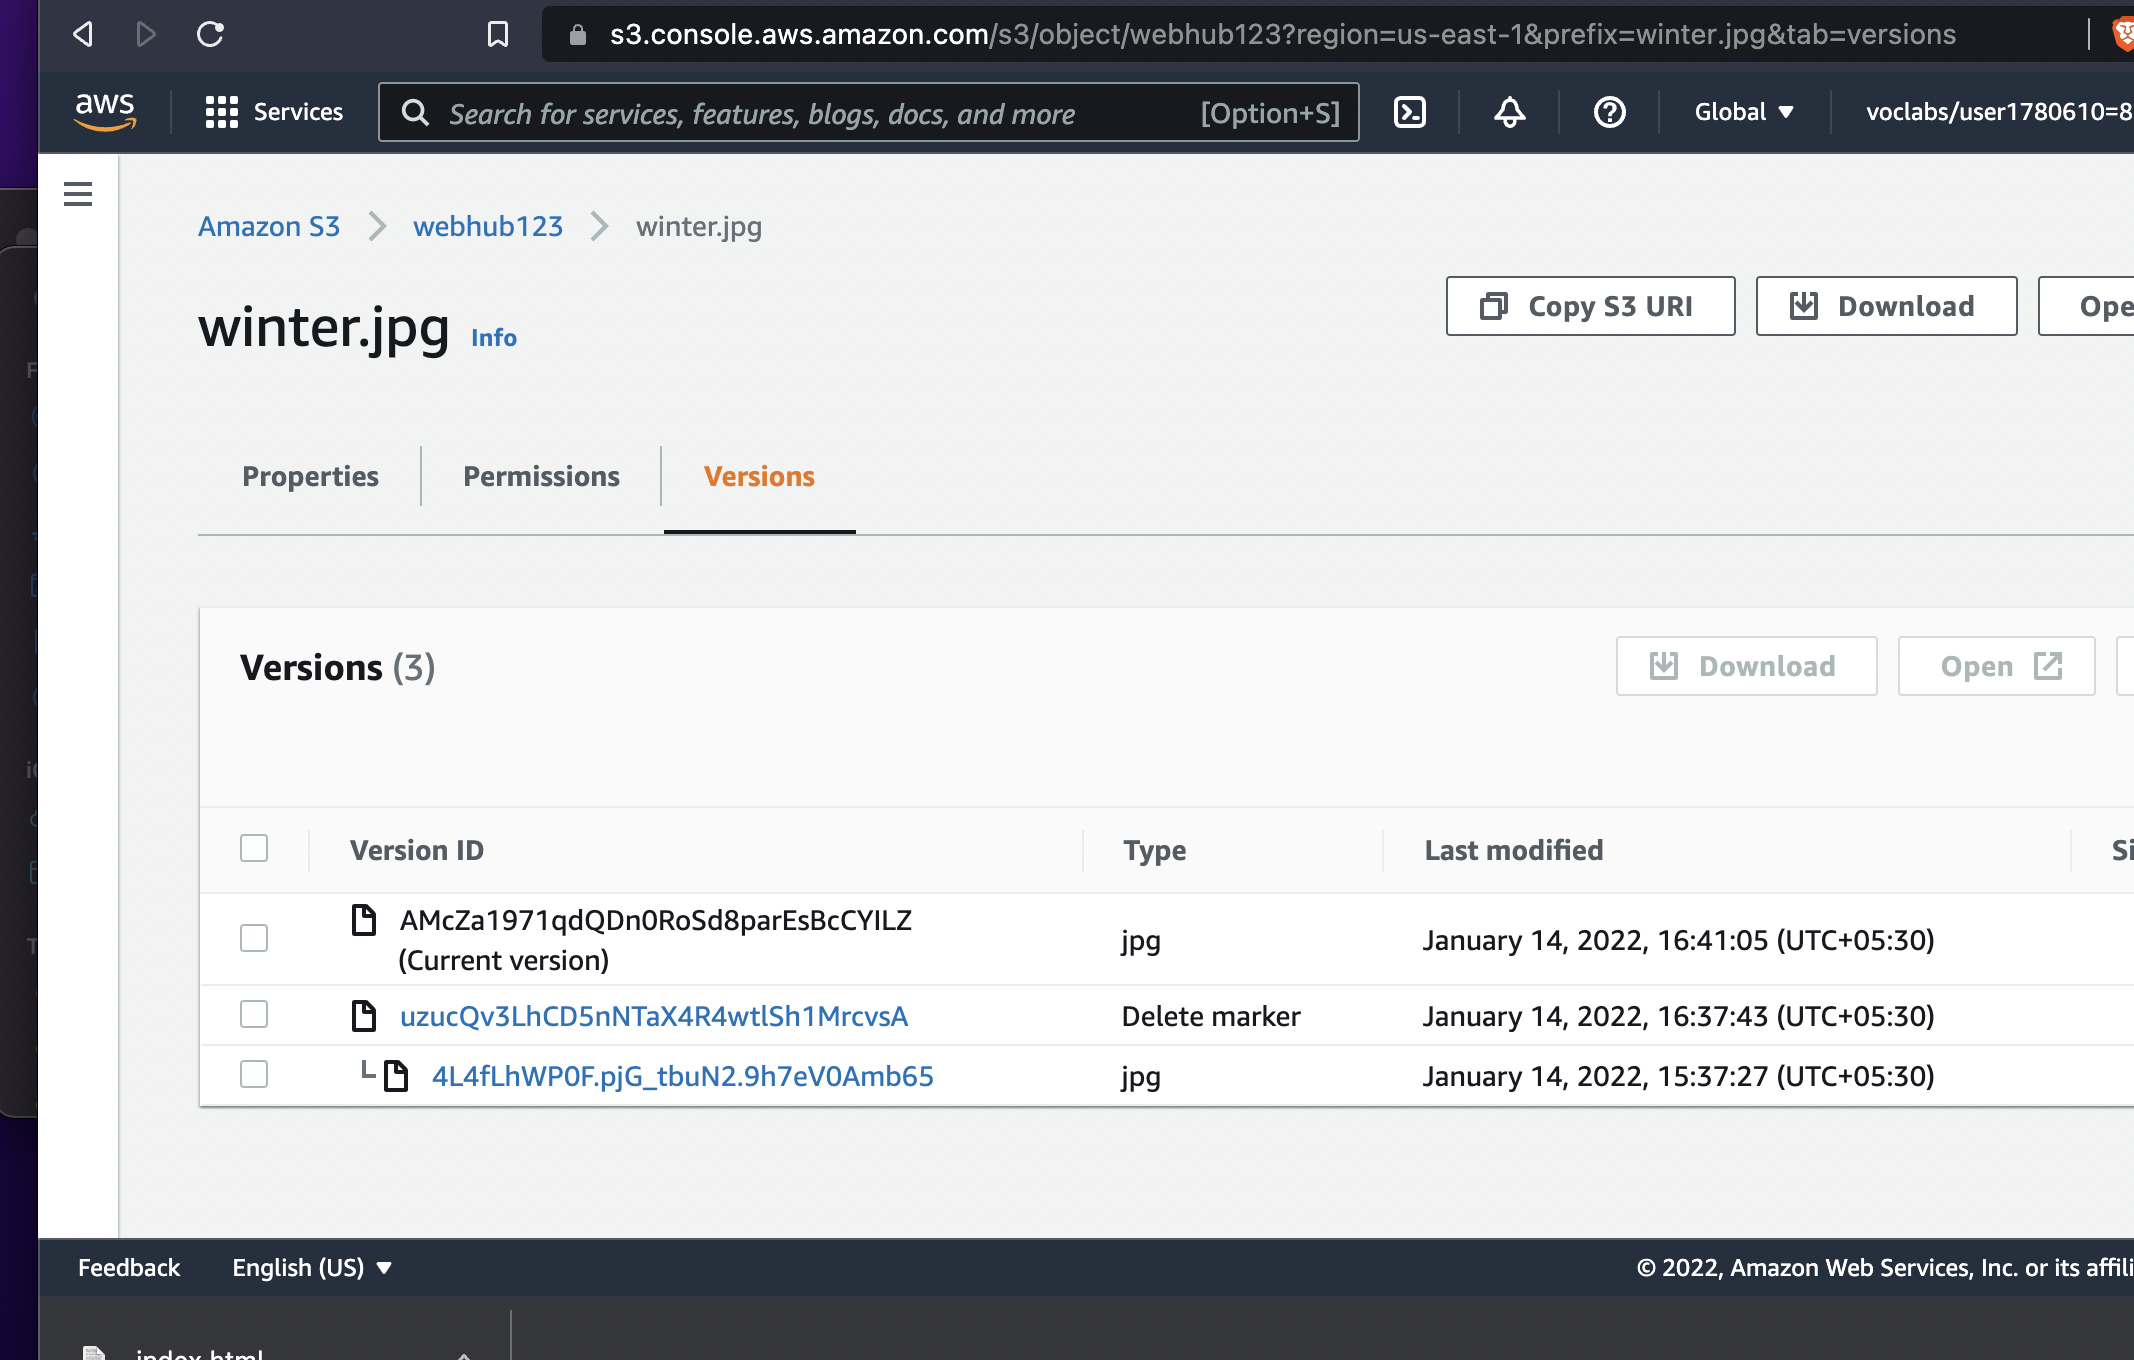 s3.console.aws.amazon.com/s3/object/webhub123?region=us-east-1&prefix=winter.jpg&tab=versions
aws Services Search for services, features, blogs, docs, and more [Option+S] Global voclabs/user1780610=8
Amazon S3 webhub123 winter.jpg
winter.jpg Info
Copy S3 URI Download Ope
Properties Permissions Versions
Versions (3)
Download Open
Version ID Type Last modified Si
AMcZa1971qdQDn0RoSd8parEsBcCYILZ
(Current version) jpg January 14, 2022, 16:41:05 (UTC+05:30)
uzucQv3LhCD5nNTaX4R4wtlSh1MrcvsA Delete marker January 14, 2022, 16:37:43 (UTC+05:30)
4L4fLhWP0F.pjG_tbuN2.9h7eV0Amb65 jpg January 14, 2022, 15:37:27 (UTC+05:30)
Feedback English (US) © 2022, Amazon Web Services, Inc. or its affili
index.html